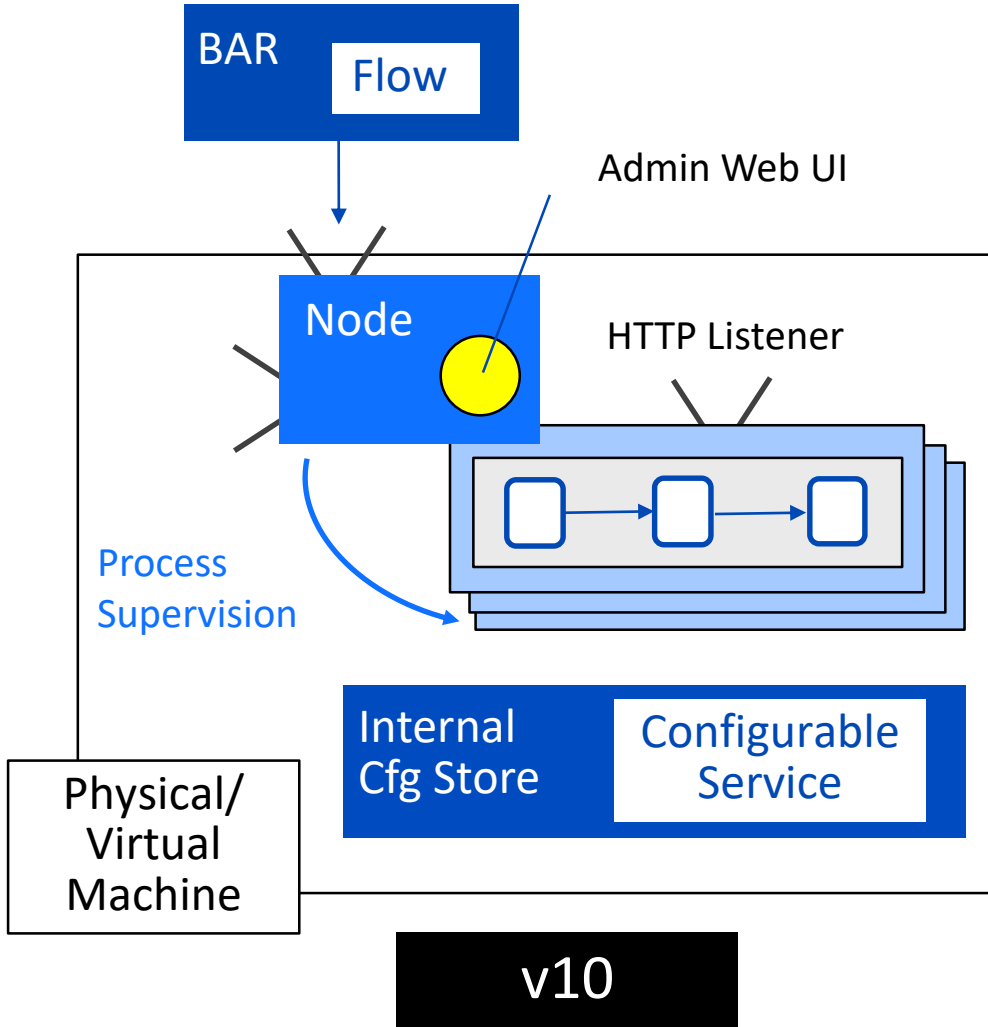 BAR
Flow
Admin Web UI
Node
HTTP Listener
Process
Supervision
Internal
Cfg Store
Configurable
Service
Physical/
Virtual
Machine
v10